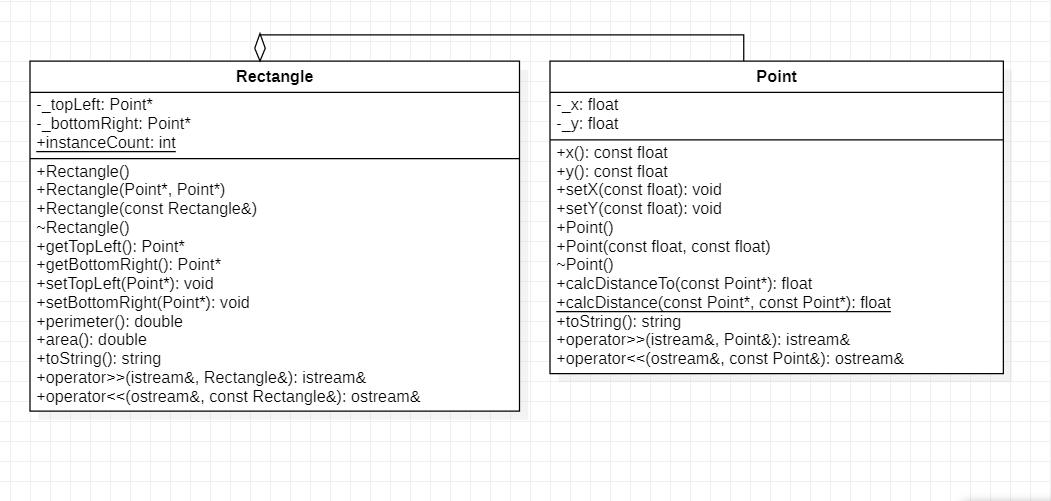 Rectangle
-_topLeft: Point*
-_bottomRight: Point*
+instanceCount: int
+Rectangle()
+Rectangle(Point*, Point*)
+Rectangle(const Rectangle&)
~Rectangle()
+getTopLeft(): Point*
+getBottomRight(): Point*
+setTopLeft(Point*): void
+setBottomRight(Point*): void
+perimeter(): double
+area(): double
+toString(): string
+operator>>(istream&, Rectangle&): istream&
+operator<<(ostream&, const Rectangle&): ostream&
Point
-_x: float
-_y: float
+x(): const float
+y(): const float
+setX(const float): void
+setY(const float): void
+Point()
+Point(const float, const float)
~Point()
+calcDistanceTo(const Point*): float
+calcDistance(const Point*, const Point*): float
+toString(): string
+operator>>(istream&, Point&): istream&
+operator<<(ostream&, const Point&): ostream&